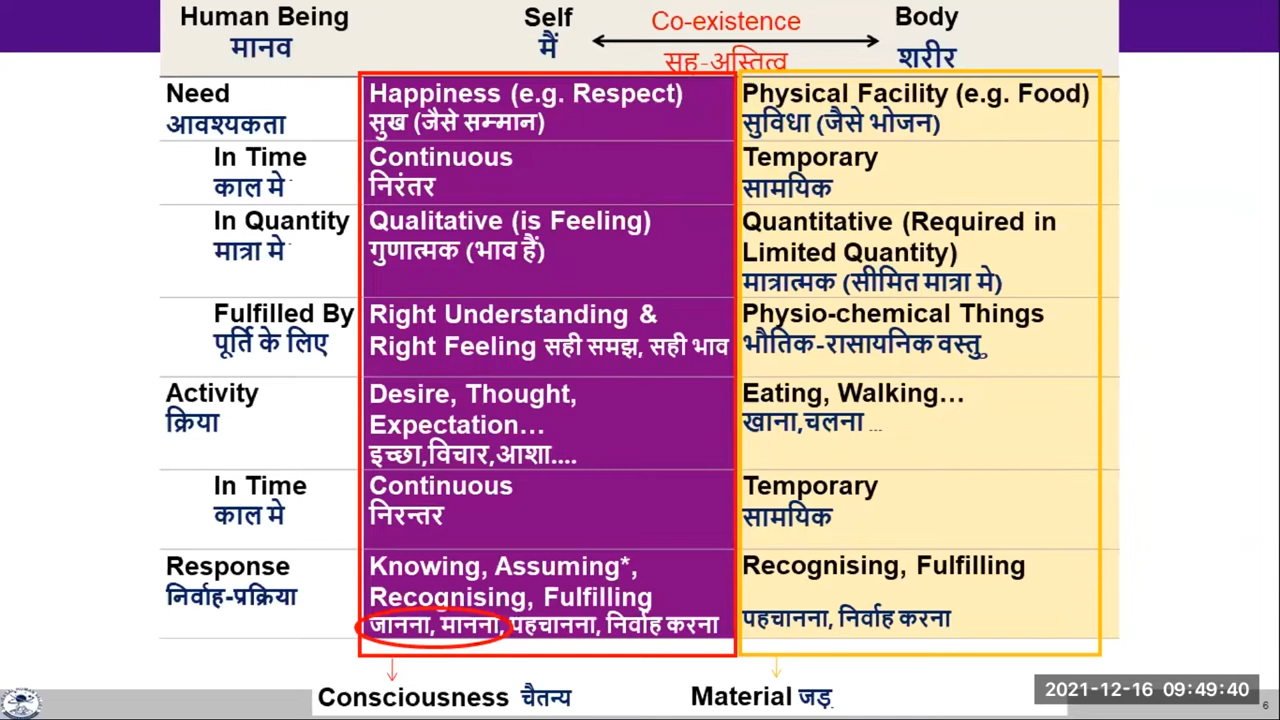 Human Being Self Co-existence Body
मानव मैं सह-अस्तित्व शरीर
Need Happiness (e.g. Respect) Physical Facility (e.g. Food)
आवश्यकता सुख (जैसे सम्मान) सुविधा (जैसे भोजन)
In Time Continuous Temporary
काल मे निरंतर सामयिक
In Quantity Qualitative (is Feeling) Quantitative (Required in
मात्रा मे गुणात्मक (भाव हैं) Limited Quantity)
मात्रात्मक (सीमित मात्रा मे)
Fulfilled By Right Understanding & Physio-chemical Things
पूर्ति के लिए Right Feeling सही समझ, सही भाव भौतिक-रासायनिक वस्तु
Activity Desire, Thought, Eating, Walking…
क्रिया Expectation… खाना,चलना ...
इच्छा,विचार,आशा....
In Time Continuous Temporary
काल मे निरन्तर सामयिक
Response Knowing, Assuming*, Recognising, Fulfilling
निर्वाह-प्रक्रिया Recognising, Fulfilling
जानना, मानना, पहचानना, निर्वाह करना पहचानना, निर्वाह करना
Consciousness चैतन्य Material जड़
2021-12-16 09:49:40
6